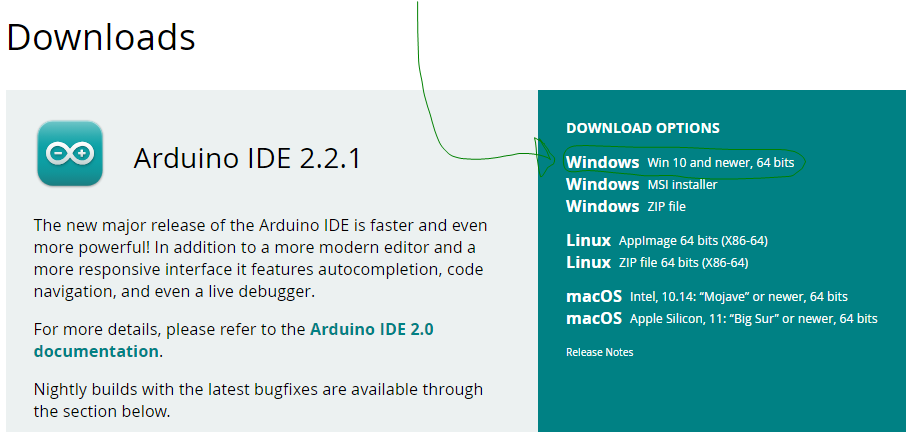 Downloads
Arduino IDE 2.2.1
The new major release of the Arduino IDE is faster and even
more powerful! In addition to a more modern editor and a
more responsive interface it features autocompletion, code
navigation, and even a live debugger.
For more details, please refer to the Arduino IDE 2.0
documentation.
Nightly builds with the latest bugfixes are available through
the section below.
DOWNLOAD OPTIONS
Windows Win 10 and newer, 64 bits
Windows MSI installer
Windows ZIP file
Linux AppImage 64 bits (X86-64)
Linux ZIP file 64 bits (X86-64)
macOS Intel, 10.14: “Mojave” or newer, 64 bits
macOS Apple Silicon, 11: “Big Sur” or newer, 64 bits
Release Notes